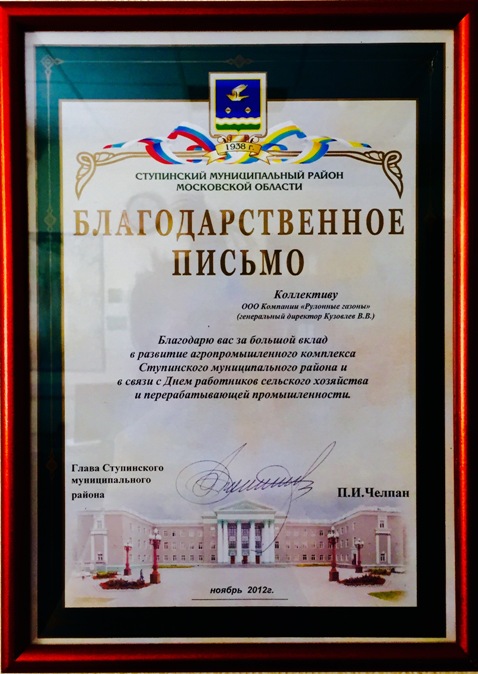 1938 г.
СТУПИНСКИЙ МУНИЦИПАЛЬНЫЙ РАЙОН
МОСКОВСКОЙ ОБЛАСТИ
БЛАГОДАРСТВЕННОЕ
ПИСЬМО
Коллективу
ООО Компании «Рулонные газоны»
(генеральный директор Кузовлев В.В.)
Благодарю вас за большой вклад
в развитие агропромышленного комплекса
Ступинского муниципального района и
в связи с Днем работников сельского хозяйства
и перерабатывающей промышленности.
Глава Ступинского
муниципального
района
П.И.Челпан
ноябрь 2012г.